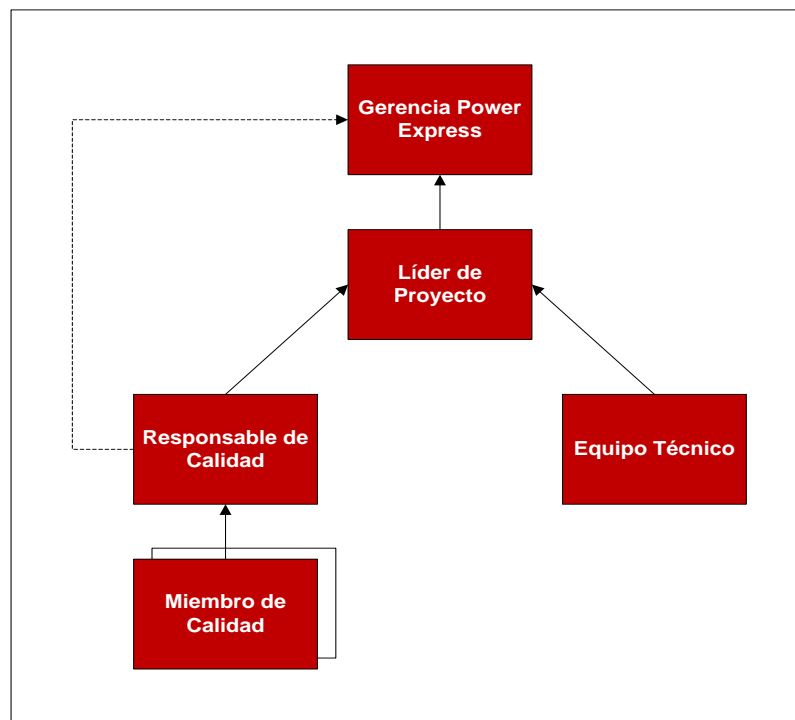 Gerencia Power
Express
Líder de
Proyecto
Responsable de
Calidad
Equipo Técnico
Miembro de
Calidad